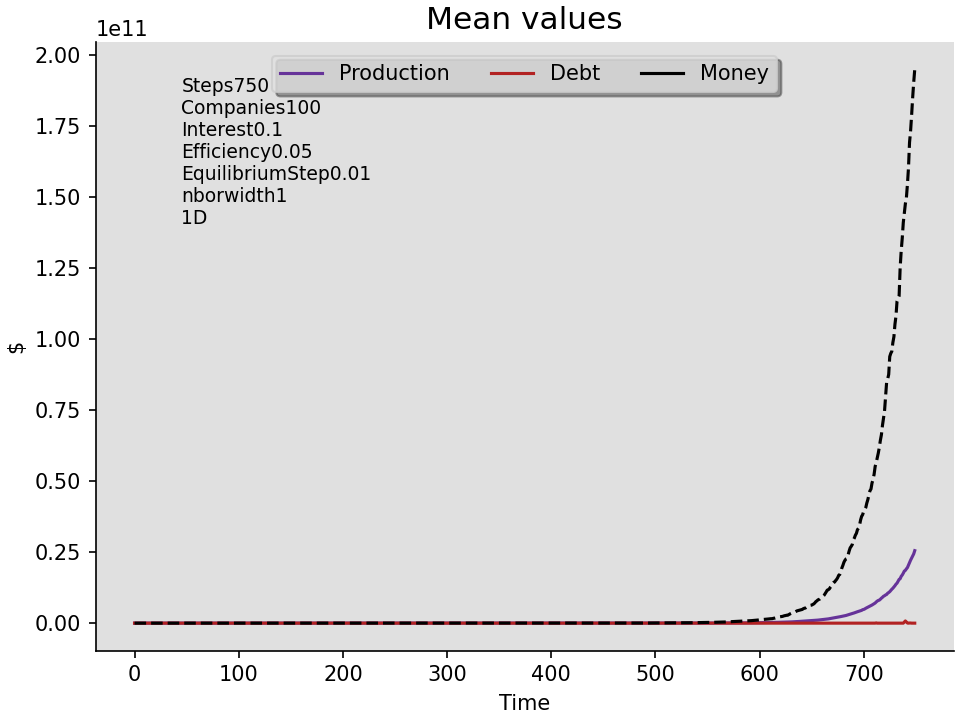 Mean values
1e11
Production Debt Money
Steps750
Companies100
Interest0.1
Efficiency0.05
EquilibriumStep0.01
nborwidth1
1D
2.00
1.75
1.50
1.25
1.00
0.75
0.50
0.25
0.00
$
0 100 200 300 400 500 600 700
Time